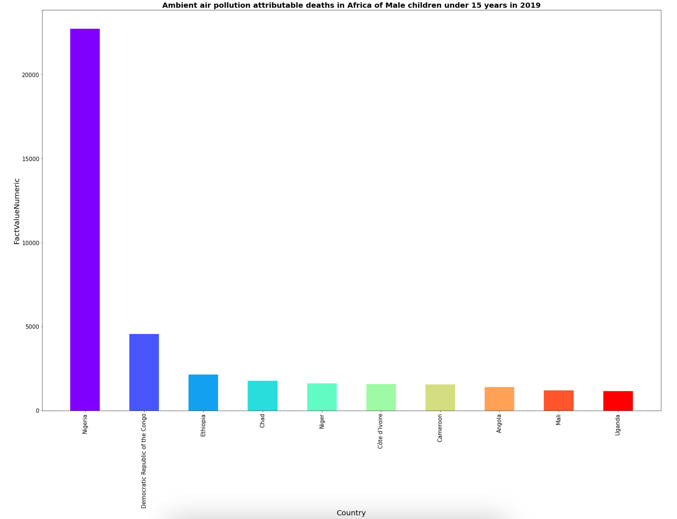 Ambient air pollution attributable deaths in Africa of Male children under 15 years in 2019
FactValueNumeric
20000
15000
10000
5000
0
Nigeria
Democratic Republic of the Congo
Ethiopia
Chad
Niger
Côte d'Ivoire
Cameroon
Angola
Mali
Uganda
Country